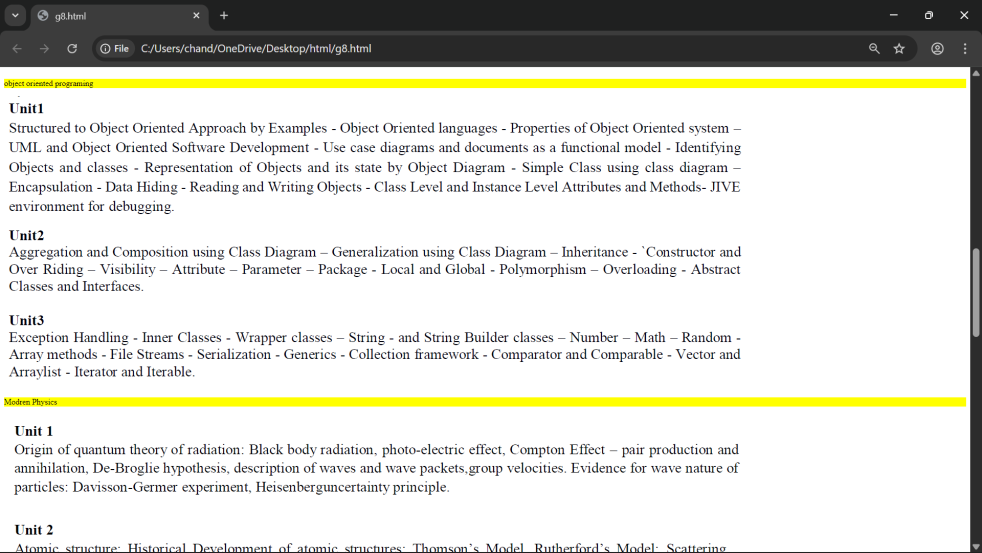 g8.html
File C:/Users/chand/OneDrive/Desktop/html/g8.html
object oriented programing
Unit1
Structured to Object Oriented Approach by Examples - Object Oriented languages - Properties of Object Oriented system –
UML and Object Oriented Software Development - Use case diagrams and documents as a functional model - Identifying
Objects and classes - Representation of Objects and its state by Object Diagram - Simple Class using class diagram –
Encapsulation - Data Hiding - Reading and Writing Objects - Class Level and Instance Level Attributes and Methods- JIVE
environment for debugging.
Unit2
Aggregation and Composition using Class Diagram – Generalization using Class Diagram – Inheritance - `Constructor and
Over Riding – Visibility – Attribute – Parameter – Package - Local and Global - Polymorphism – Overloading - Abstract
Classes and Interfaces.
Unit3
Exception Handling - Inner Classes - Wrapper classes – String - and String Builder classes – Number – Math – Random -
Array methods - File Streams - Serialization - Generics - Collection framework - Comparator and Comparable - Vector and
Arraylist - Iterator and Iterable.
Modren Physics
Unit 1
Origin of quantum theory of radiation: Black body radiation, photo-electric effect, Compton Effect – pair production and
annihilation, De-Broglie hypothesis, description of waves and wave packets,group velocities. Evidence for wave nature of
particles: Davisson-Germer experiment, Heisenberguncertainty principle.
Unit 2
Atomic structure: Historical Development of atomic structures: Thomson's Model, Rutherford's Model: Scattering